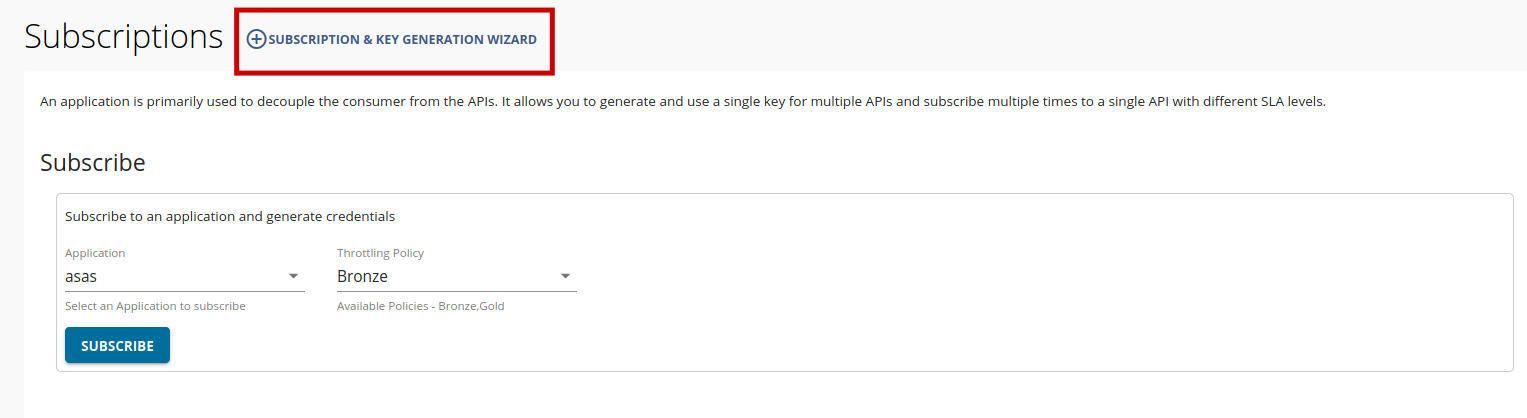 Subscriptions
SUBSCRIPTION & KEY GENERATION WIZARD
An application is primarily used to decouple the consumer from the APIs. It allows you to generate and use a single key for multiple APIs and subscribe multiple times to a single API with different SLA levels.
Subscribe
Subscribe to an application and generate credentials
Application
Throttling Policy
asas
Bronze
Select an Application to subscribe
Available Policies - Bronze,Gold
SUBSCRIBE